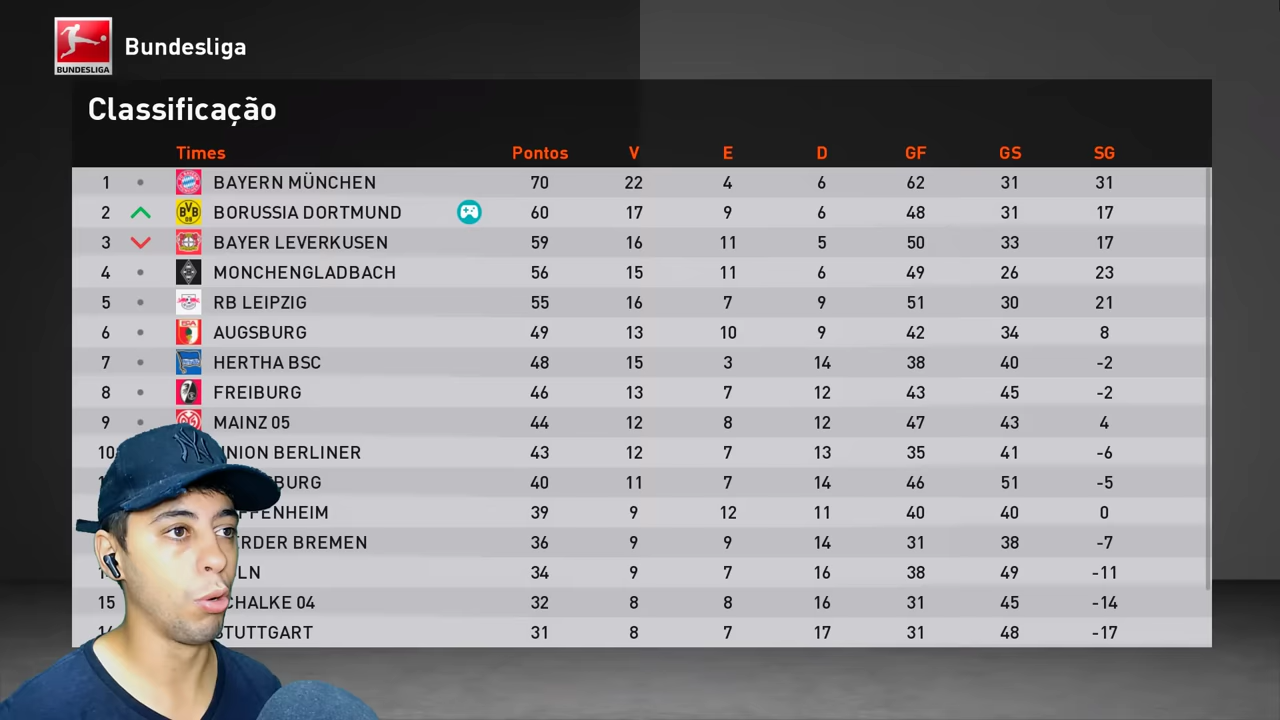 Bundesliga
BUNDESLIGA
Classificação
Times Pontos V E D GF GS SG
1 BAYERN MÜNCHEN 70 22 4 6 62 31 31
2 BORUSSIA DORTMUND 60 17 9 6 48 31 17
3 BAYER LEVERKUSEN 59 16 11 5 50 33 17
4 MONCHENGLADBACH 56 15 11 6 49 26 23
5 RB LEIPZIG 55 16 7 9 51 30 21
6 AUGSBURG 49 13 10 9 42 34 8
7 HERTHA BSC 48 15 3 14 38 40 -2
8 FREIBURG 46 13 7 12 43 45 -2
9 MAINZ 05 44 12 8 12 47 43 4
10 UNION BERLINER 43 12 7 13 35 41 -6
BURG 40 11 7 14 46 51 -5
FFENHEIM 39 9 12 11 40 40 0
ERDER BREMEN 36 9 9 14 31 38 -7
LN 34 9 7 16 38 49 -11
15 CHALKE 04 32 8 8 16 31 45 -14
STUTTGART 31 8 7 17 31 48 -17